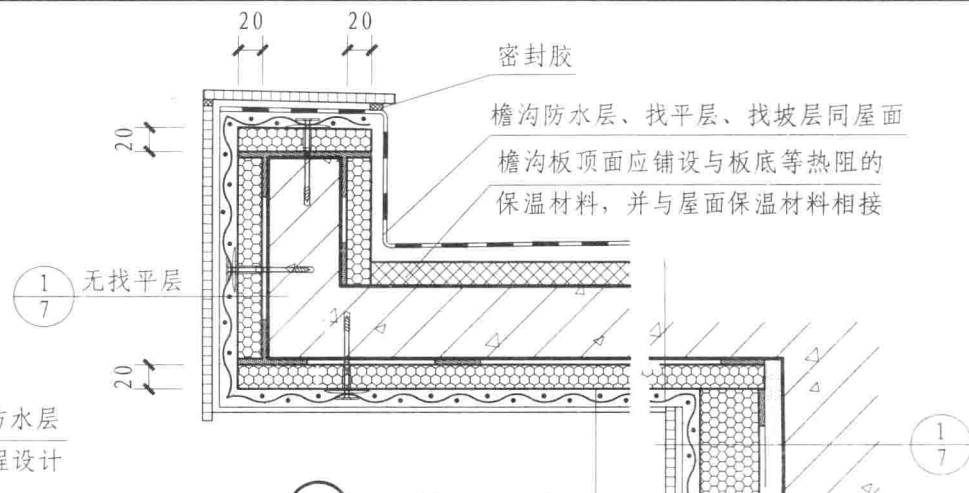 20
20
密封胶
檐沟防水层、找平层、找坡层同屋面
20
檐沟板顶面应铺设与板底等热阻的
保温材料，并与屋面保温材料相接
1
7
无找平层
20
防水层
程设计
1
7